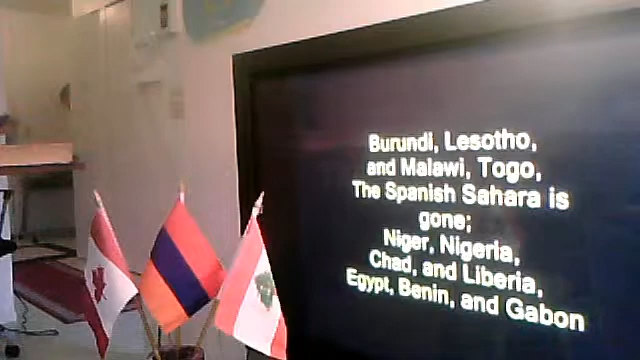 Burundi, Lesotho,
and Malawi, Togo,
The Spanish Sahara is
gone;
Niger, Nigeria,
Chad, and Liberia,
Egypt, Benin, and Gabon